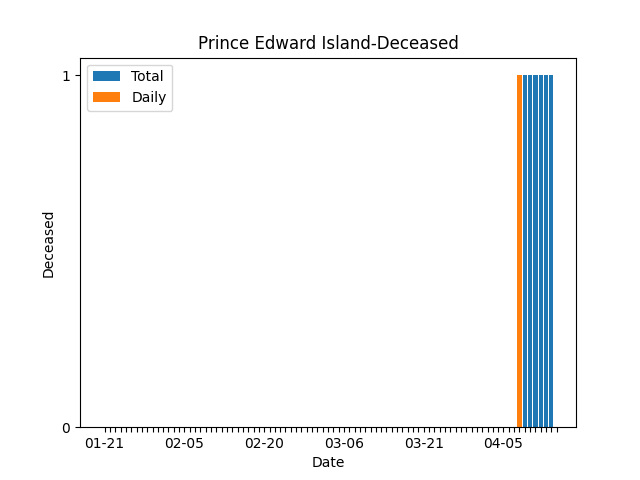 Prince Edward Island-Deceased
Total
Daily
1
0
Deceased
01-21 02-05 02-20 03-06 03-21 04-05
Date